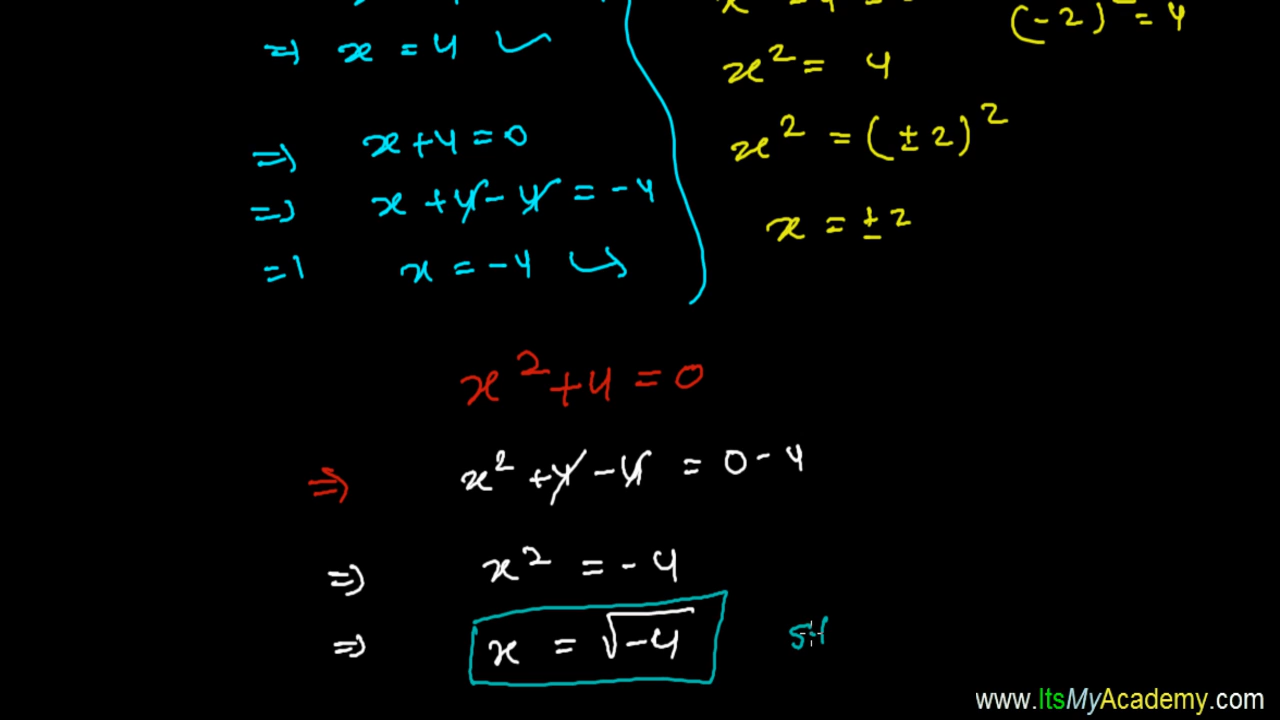 ⇒ x = 4
⇒ x+4=0
⇒ x +4-4 = -4
⇒ x = -4
(-2)² = 4
x² = 4
x² = (±2)²
x = ±2
x²+4=0
⇒ x² +4-4 = 0-4
⇒ x² = -4
⇒ x = √-4
www.ItsMyAcademy.com